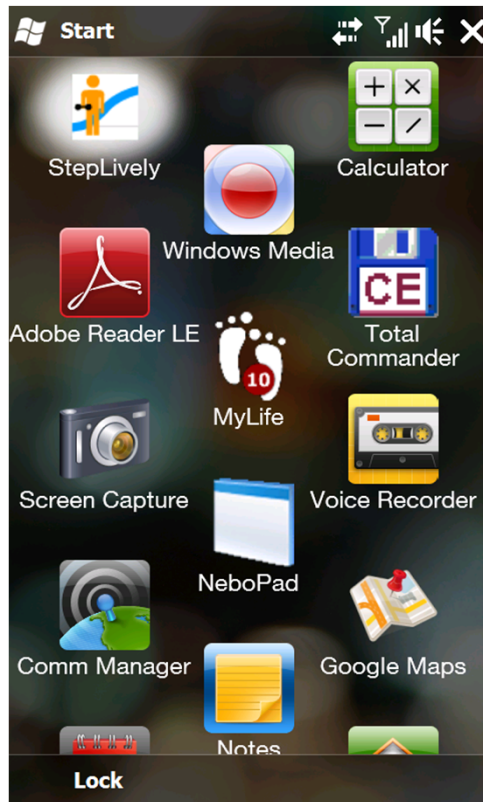 Start
StepLively
Calculator
Windows Media
Adobe Reader LE
CE
Total
Commander
10
MyLife
Screen Capture
Voice Recorder
NeboPad
Comm Manager
Google Maps
Notes
Lock